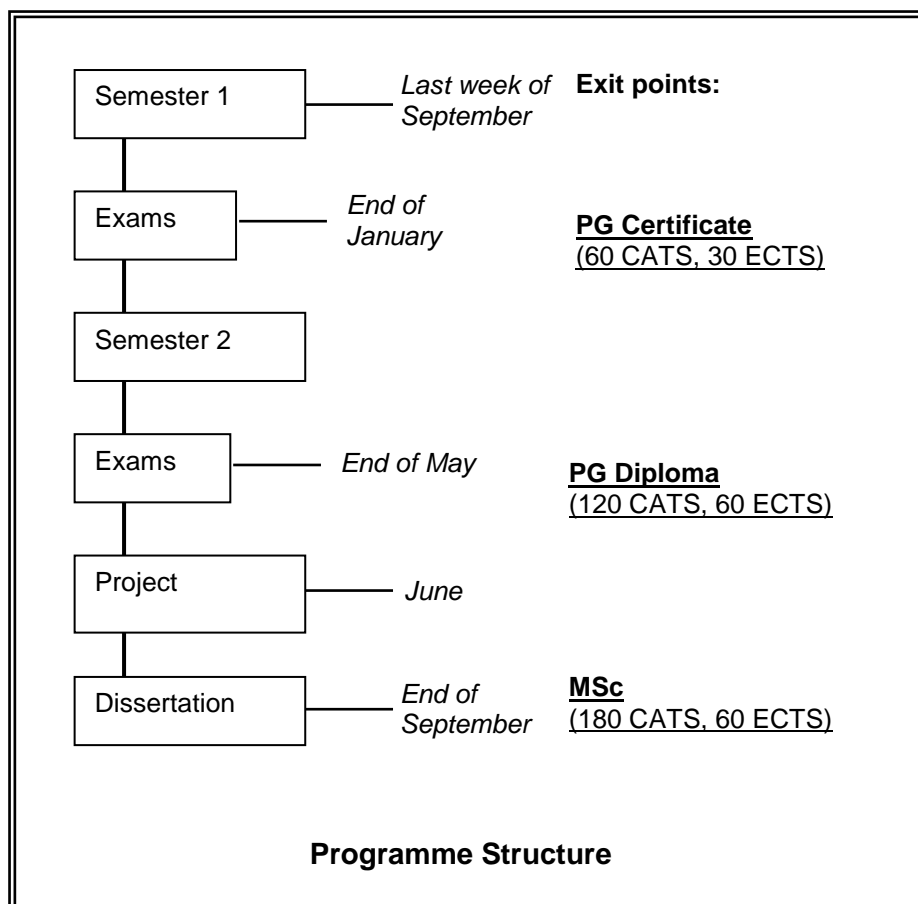 Semester 1
Last week of
September
Exit points:
Exams
End of
January
PG Certificate
(60 CATS, 30 ECTS)
Semester 2
Exams
End of May
PG Diploma
(120 CATS, 60 ECTS)
Project
June
Dissertation
End of
September
MSc
(180 CATS, 60 ECTS)
Programme Structure